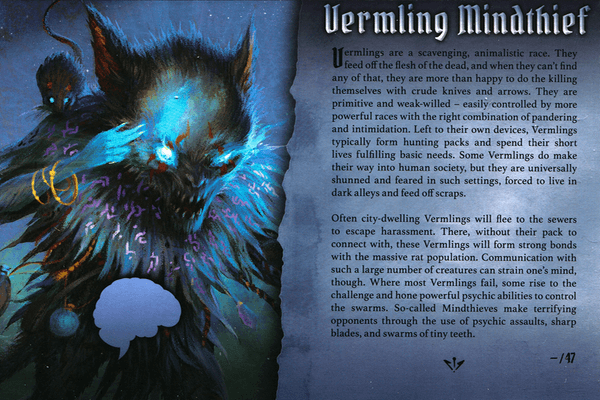 Vermling Mindthief
Vermlings are a scavenging, animalistic race. They
feed off the flesh of the dead, and when they can't find
any of that, they are more than happy to do the killing
themselves with crude knives and arrows. They are
primitive and weak-willed – easily controlled by more
powerful races with the right combination of pandering
and intimidation. Left to their own devices, Vermlings
typically form hunting packs and spend their short
lives fulfilling basic needs. Some Vermlings do make
their way into human society, but they are universally
shunned and feared in such settings, forced to live in
dark alleys and feed off scraps.
Often city-dwelling Vermlings will flee to the sewers
to escape harassment. There, without their pack to
connect with, these Vermlings will form strong bonds
with the massive rat population. Communication with
such a large number of creatures can strain one's mind,
though. Where most Vermlings fail, some rise to the
challenge and hone powerful psychic abilities to control
the swarms. So-called Mindthieves make terrifying
opponents through the use of psychic assaults, sharp
blades, and swarms of tiny teeth.
–/47